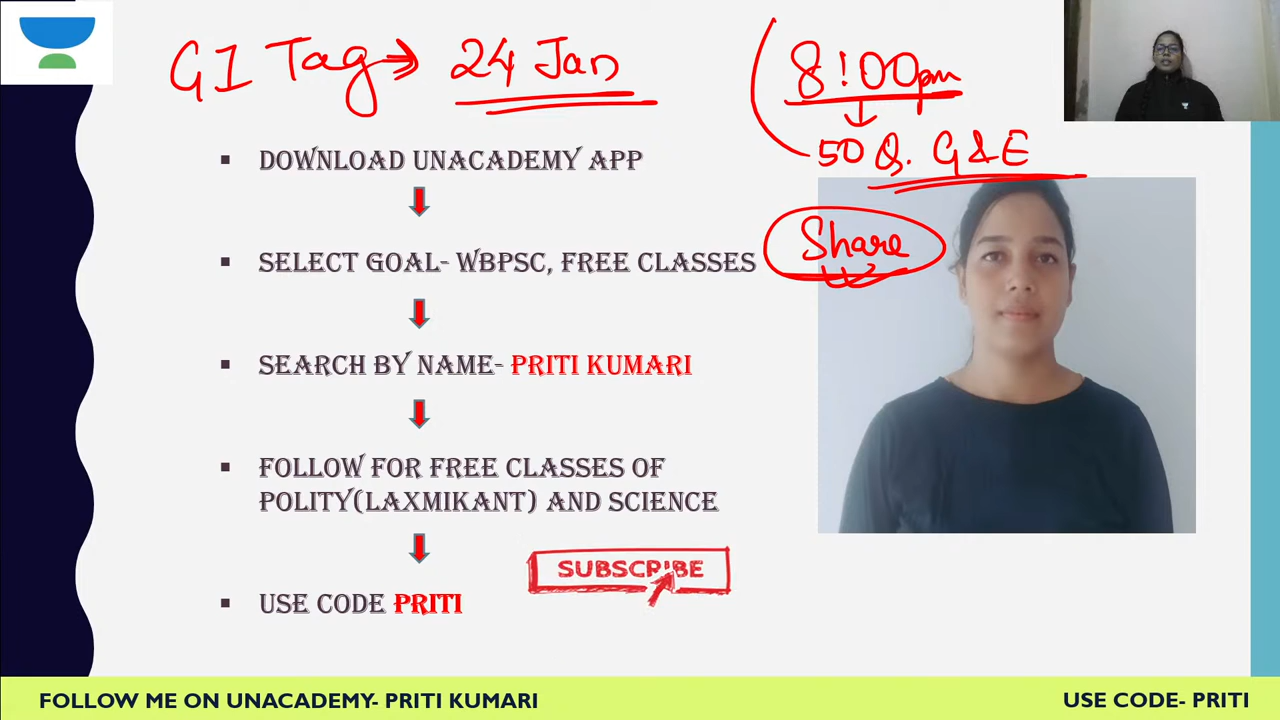 GI Tag → 24 Jan
8:00pm
↓
50 Q. G&E
▪ DOWNLOAD UNACADEMY APP
Share
▪ SELECT GOAL- WBPSC, FREE CLASSES
▪ SEARCH BY NAME- PRITI KUMARI
▪ FOLLOW FOR FREE CLASSES OF
POLITY(LAXMIKANT) AND SCIENCE
SUBSCRIBE
▪ USE CODE PRITI
FOLLOW ME ON UNACADEMY- PRITI KUMARI
USE CODE- PRITI